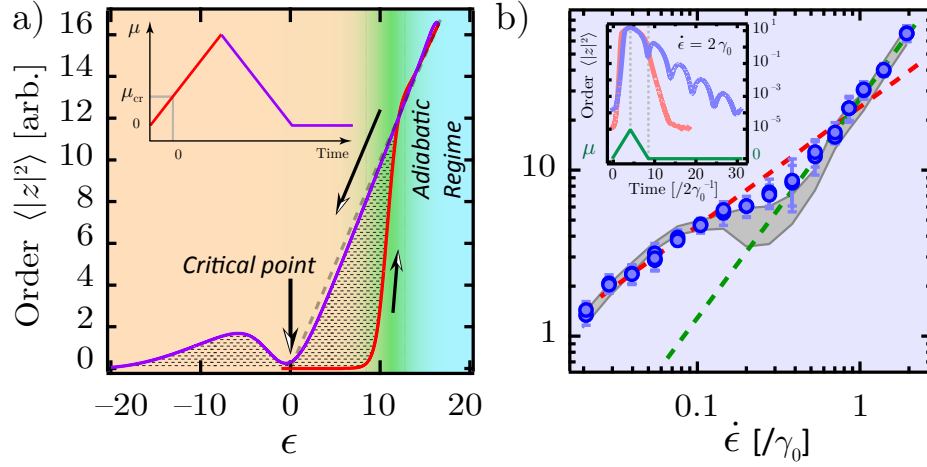 a)
Order ⟨|z|²⟩ [arb.]
16
14
12
10
8
6
4
2
0
−20
−10
0
10
20
ϵ
μ
μcr
0
0
Time
Critical point
Adiabatic
Regime
b)
10
1
0.1
1
ϵ̇ [/γ₀]
Order ⟨|z|²⟩
ϵ̇ = 2 γ₀
10¹
10⁻¹
10⁻³
10⁻⁵
0
μ
0
10
20
30
Time [/2γ₀⁻¹]